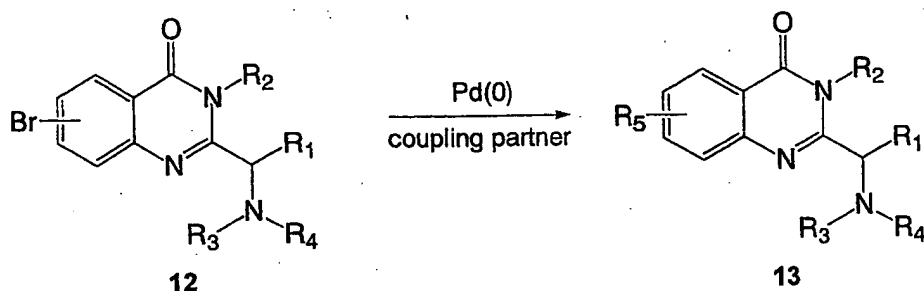 O
R₂
N
Br
N
R₁
N
R₃
R₄
12
Pd(0)
coupling partner
O
R₂
N
R₅
N
R₁
N
R₃
R₄
13